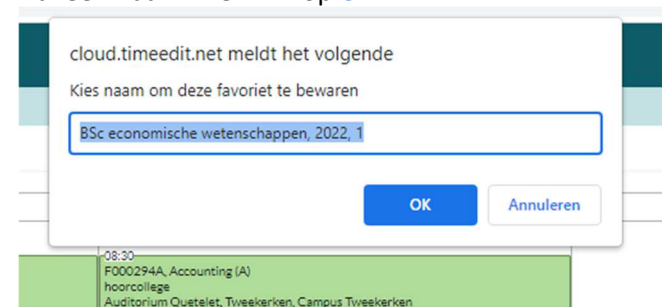 cloud.timeedit.net meldt het volgende
Kies naam om deze favoriet te bewaren
BSc economische wetenschappen, 2022, 1
OK Annuleren
08:30
F000294A, Accounting (A)
hoorcollege
Auditorium Quetelet, Tweekerken, Campus Tweekerken